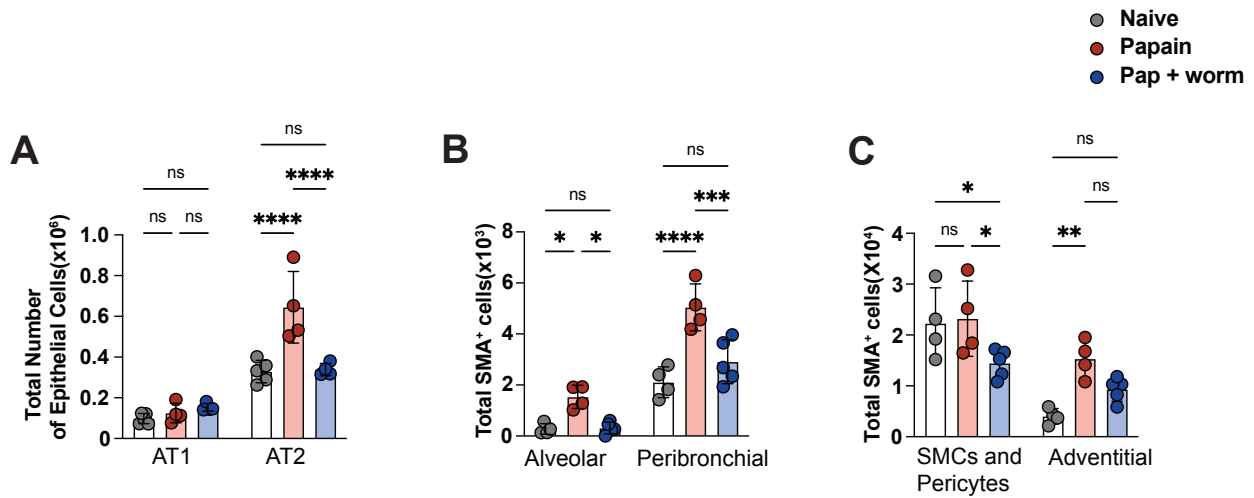 Naive
Papain
Pap + worm
A
ns
****
ns
ns
****
Total Number
of Epithelial Cells(x10⁶)
1.0
0.8
0.6
0.4
0.2
0
AT1
AT2
B
ns
ns
***
*
*
****
Total SMA⁺ cells(x10³)
8
6
4
2
0
Alveolar
Peribronchial
C
ns
*
ns
ns
*
**
Total SMA⁺ cells(X10⁴)
4
3
2
1
0
SMCs and
Pericytes
Adventitial